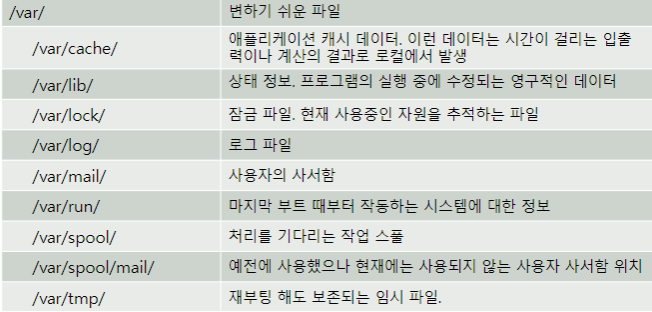 /var/ 변하기 쉬운 파일
/var/cache/ 애플리케이션 캐시 데이터. 이런 데이터는 시간이 걸리는 입출
력이나 계산의 결과로 로컬에서 발생
/var/lib/ 상태 정보. 프로그램의 실행 중에 수정되는 영구적인 데이터
/var/lock/ 잠금 파일. 현재 사용중인 자원을 추적하는 파일
/var/log/ 로그 파일
/var/mail/ 사용자의 사서함
/var/run/ 마지막 부트 때부터 작동하는 시스템에 대한 정보
/var/spool/ 처리를 기다리는 작업 스풀
/var/spool/mail/ 예전에 사용했으나 현재에는 사용되지 않는 사용자 사서함 위치
/var/tmp/ 재부팅 해도 보존되는 임시 파일.